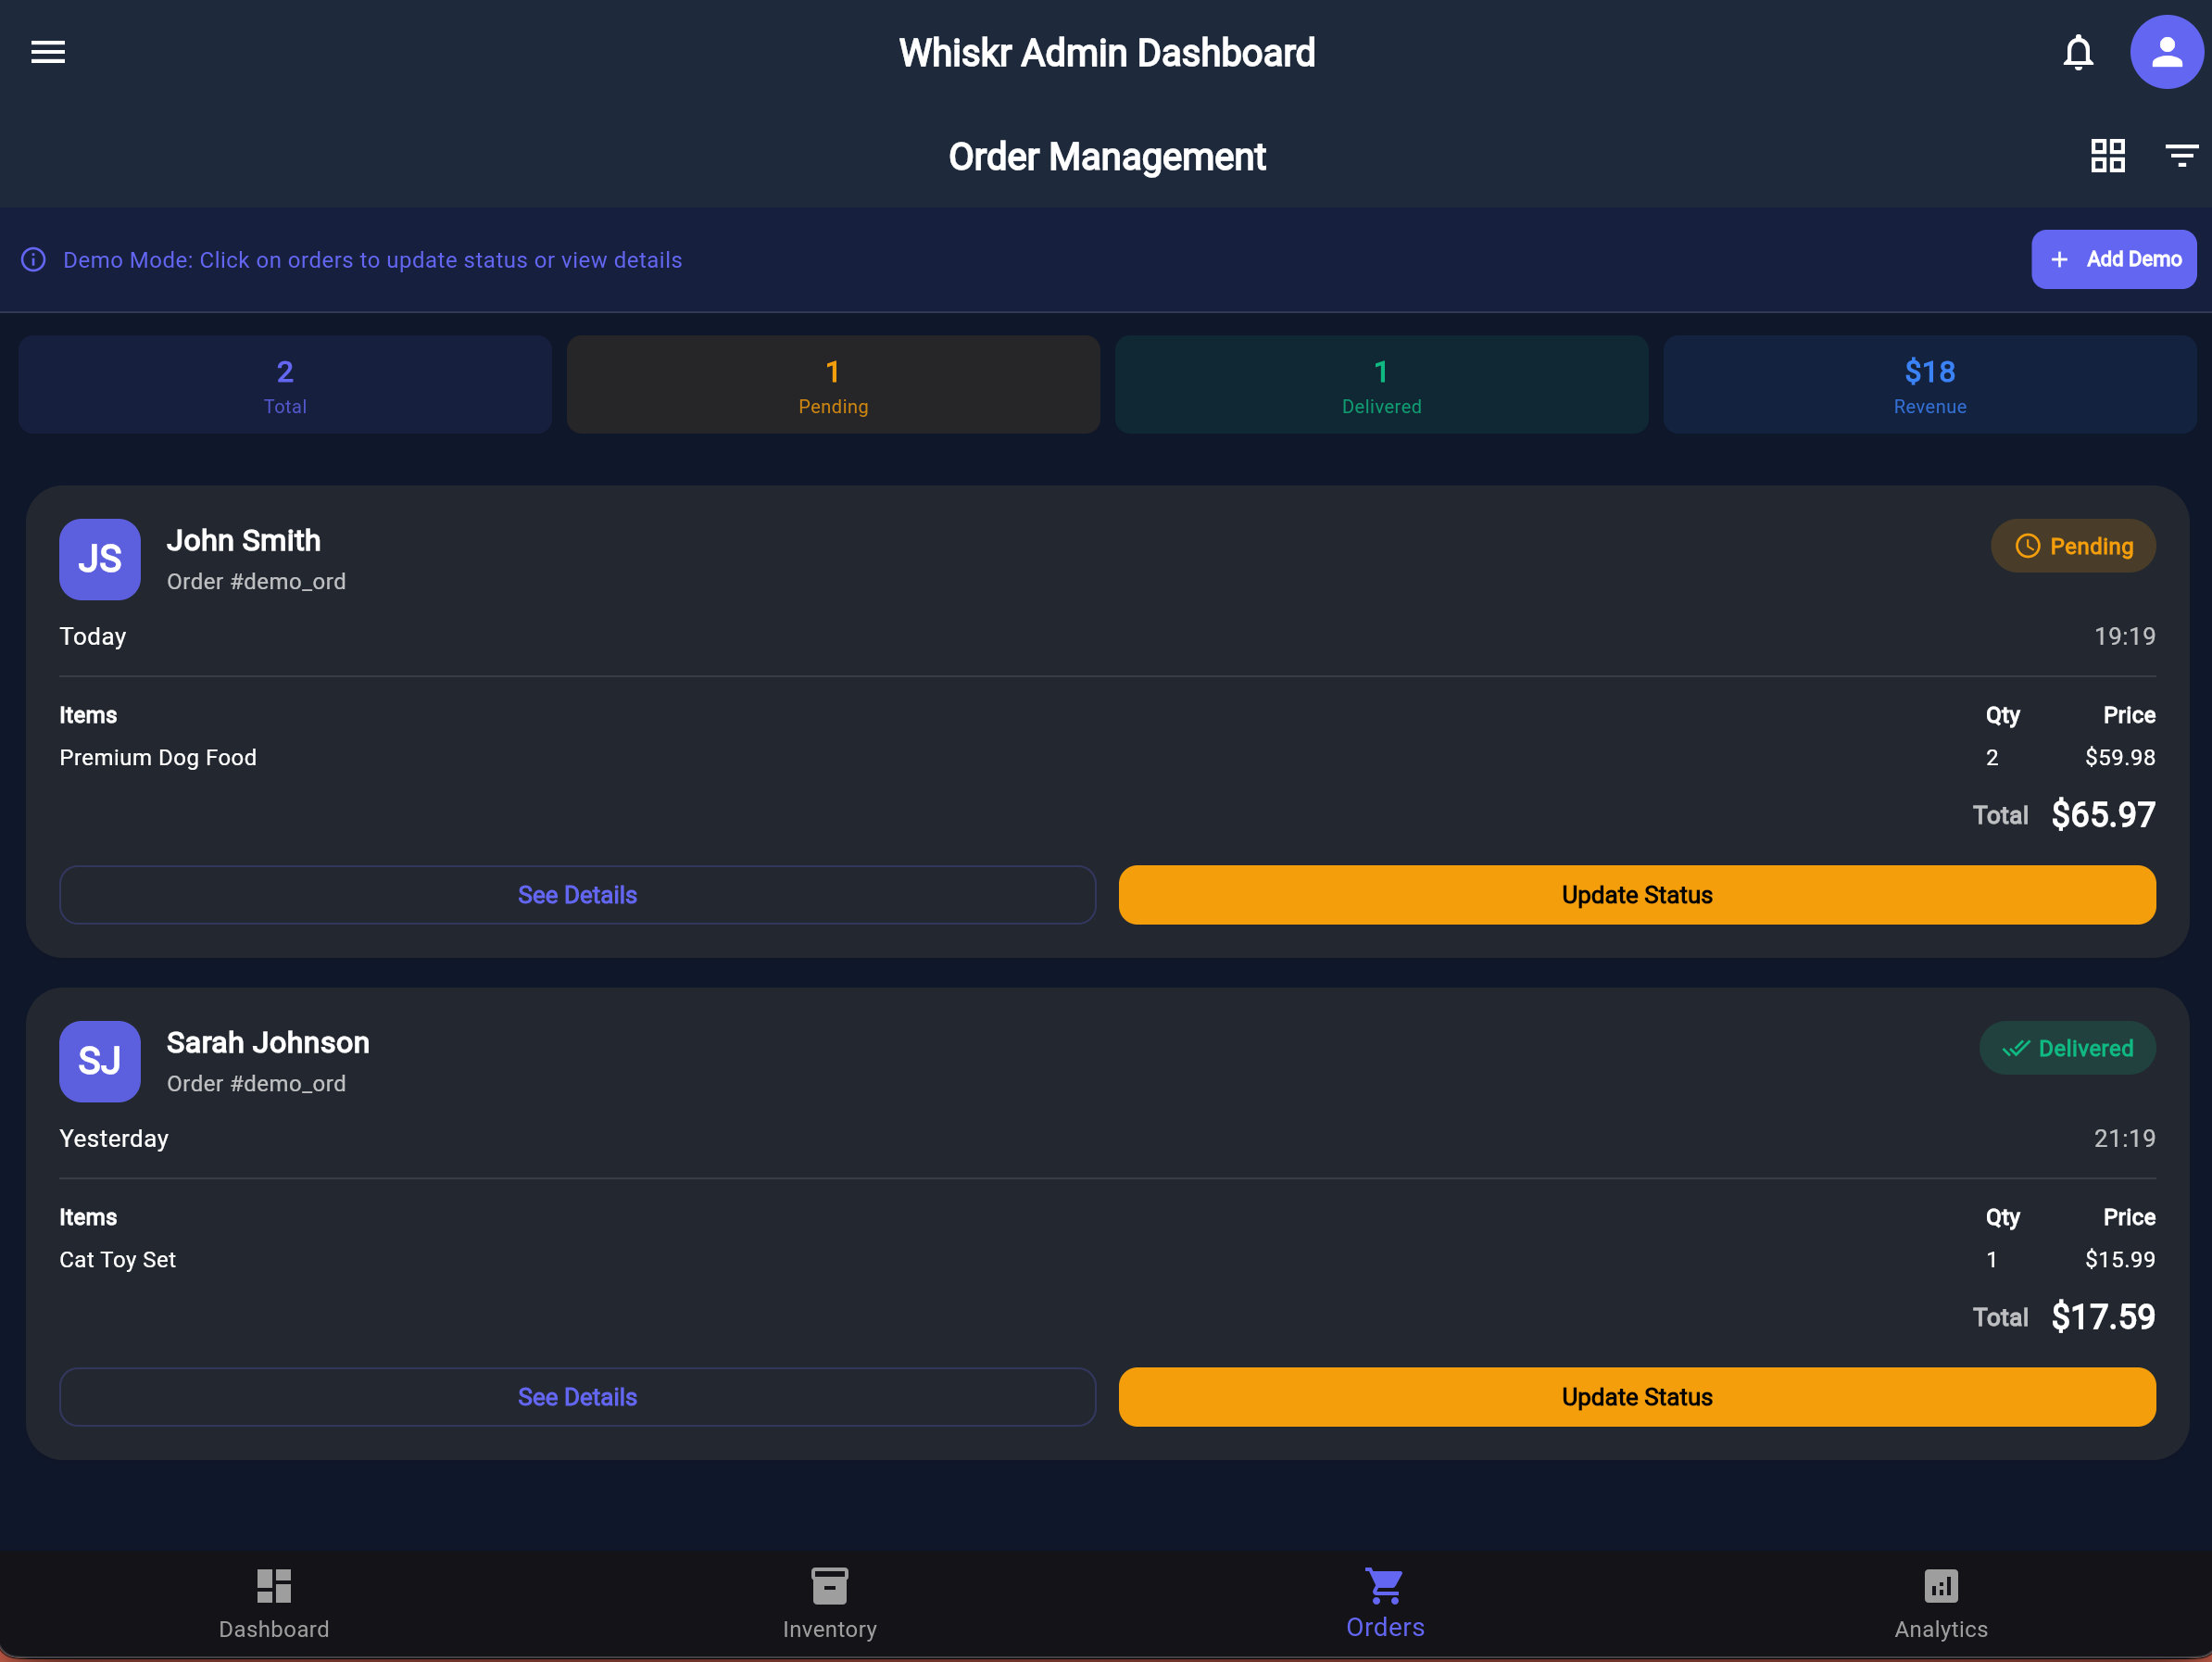 Whiskr Admin Dashboard
Order Management
Demo Mode: Click on orders to update status or view details
+ Add Demo
2
Total
1
Pending
1
Delivered
$18
Revenue
JS
John Smith
Order #demo_ord
Pending
Today
19:19
Items Qty Price
Premium Dog Food 2 $59.98
Total $65.97
See Details
Update Status
SJ
Sarah Johnson
Order #demo_ord
Delivered
Yesterday
21:19
Items Qty Price
Cat Toy Set 1 $15.99
Total $17.59
See Details
Update Status
Dashboard
Inventory
Orders
Analytics